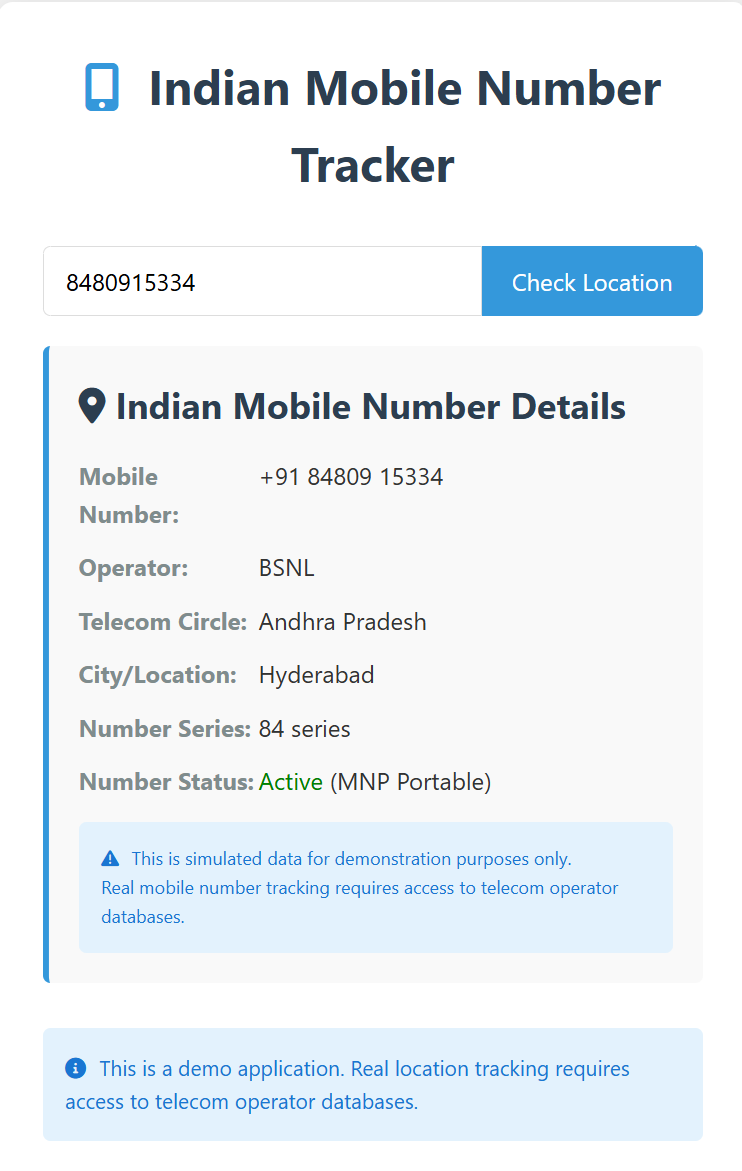 Indian Mobile Number
Tracker
8480915334
Check Location
Indian Mobile Number Details
Mobile
Number:
+91 84809 15334
Operator: BSNL
Telecom Circle: Andhra Pradesh
City/Location: Hyderabad
Number Series: 84 series
Number Status: Active (MNP Portable)
This is simulated data for demonstration purposes only.
Real mobile number tracking requires access to telecom operator
databases.
This is a demo application. Real location tracking requires
access to telecom operator databases.